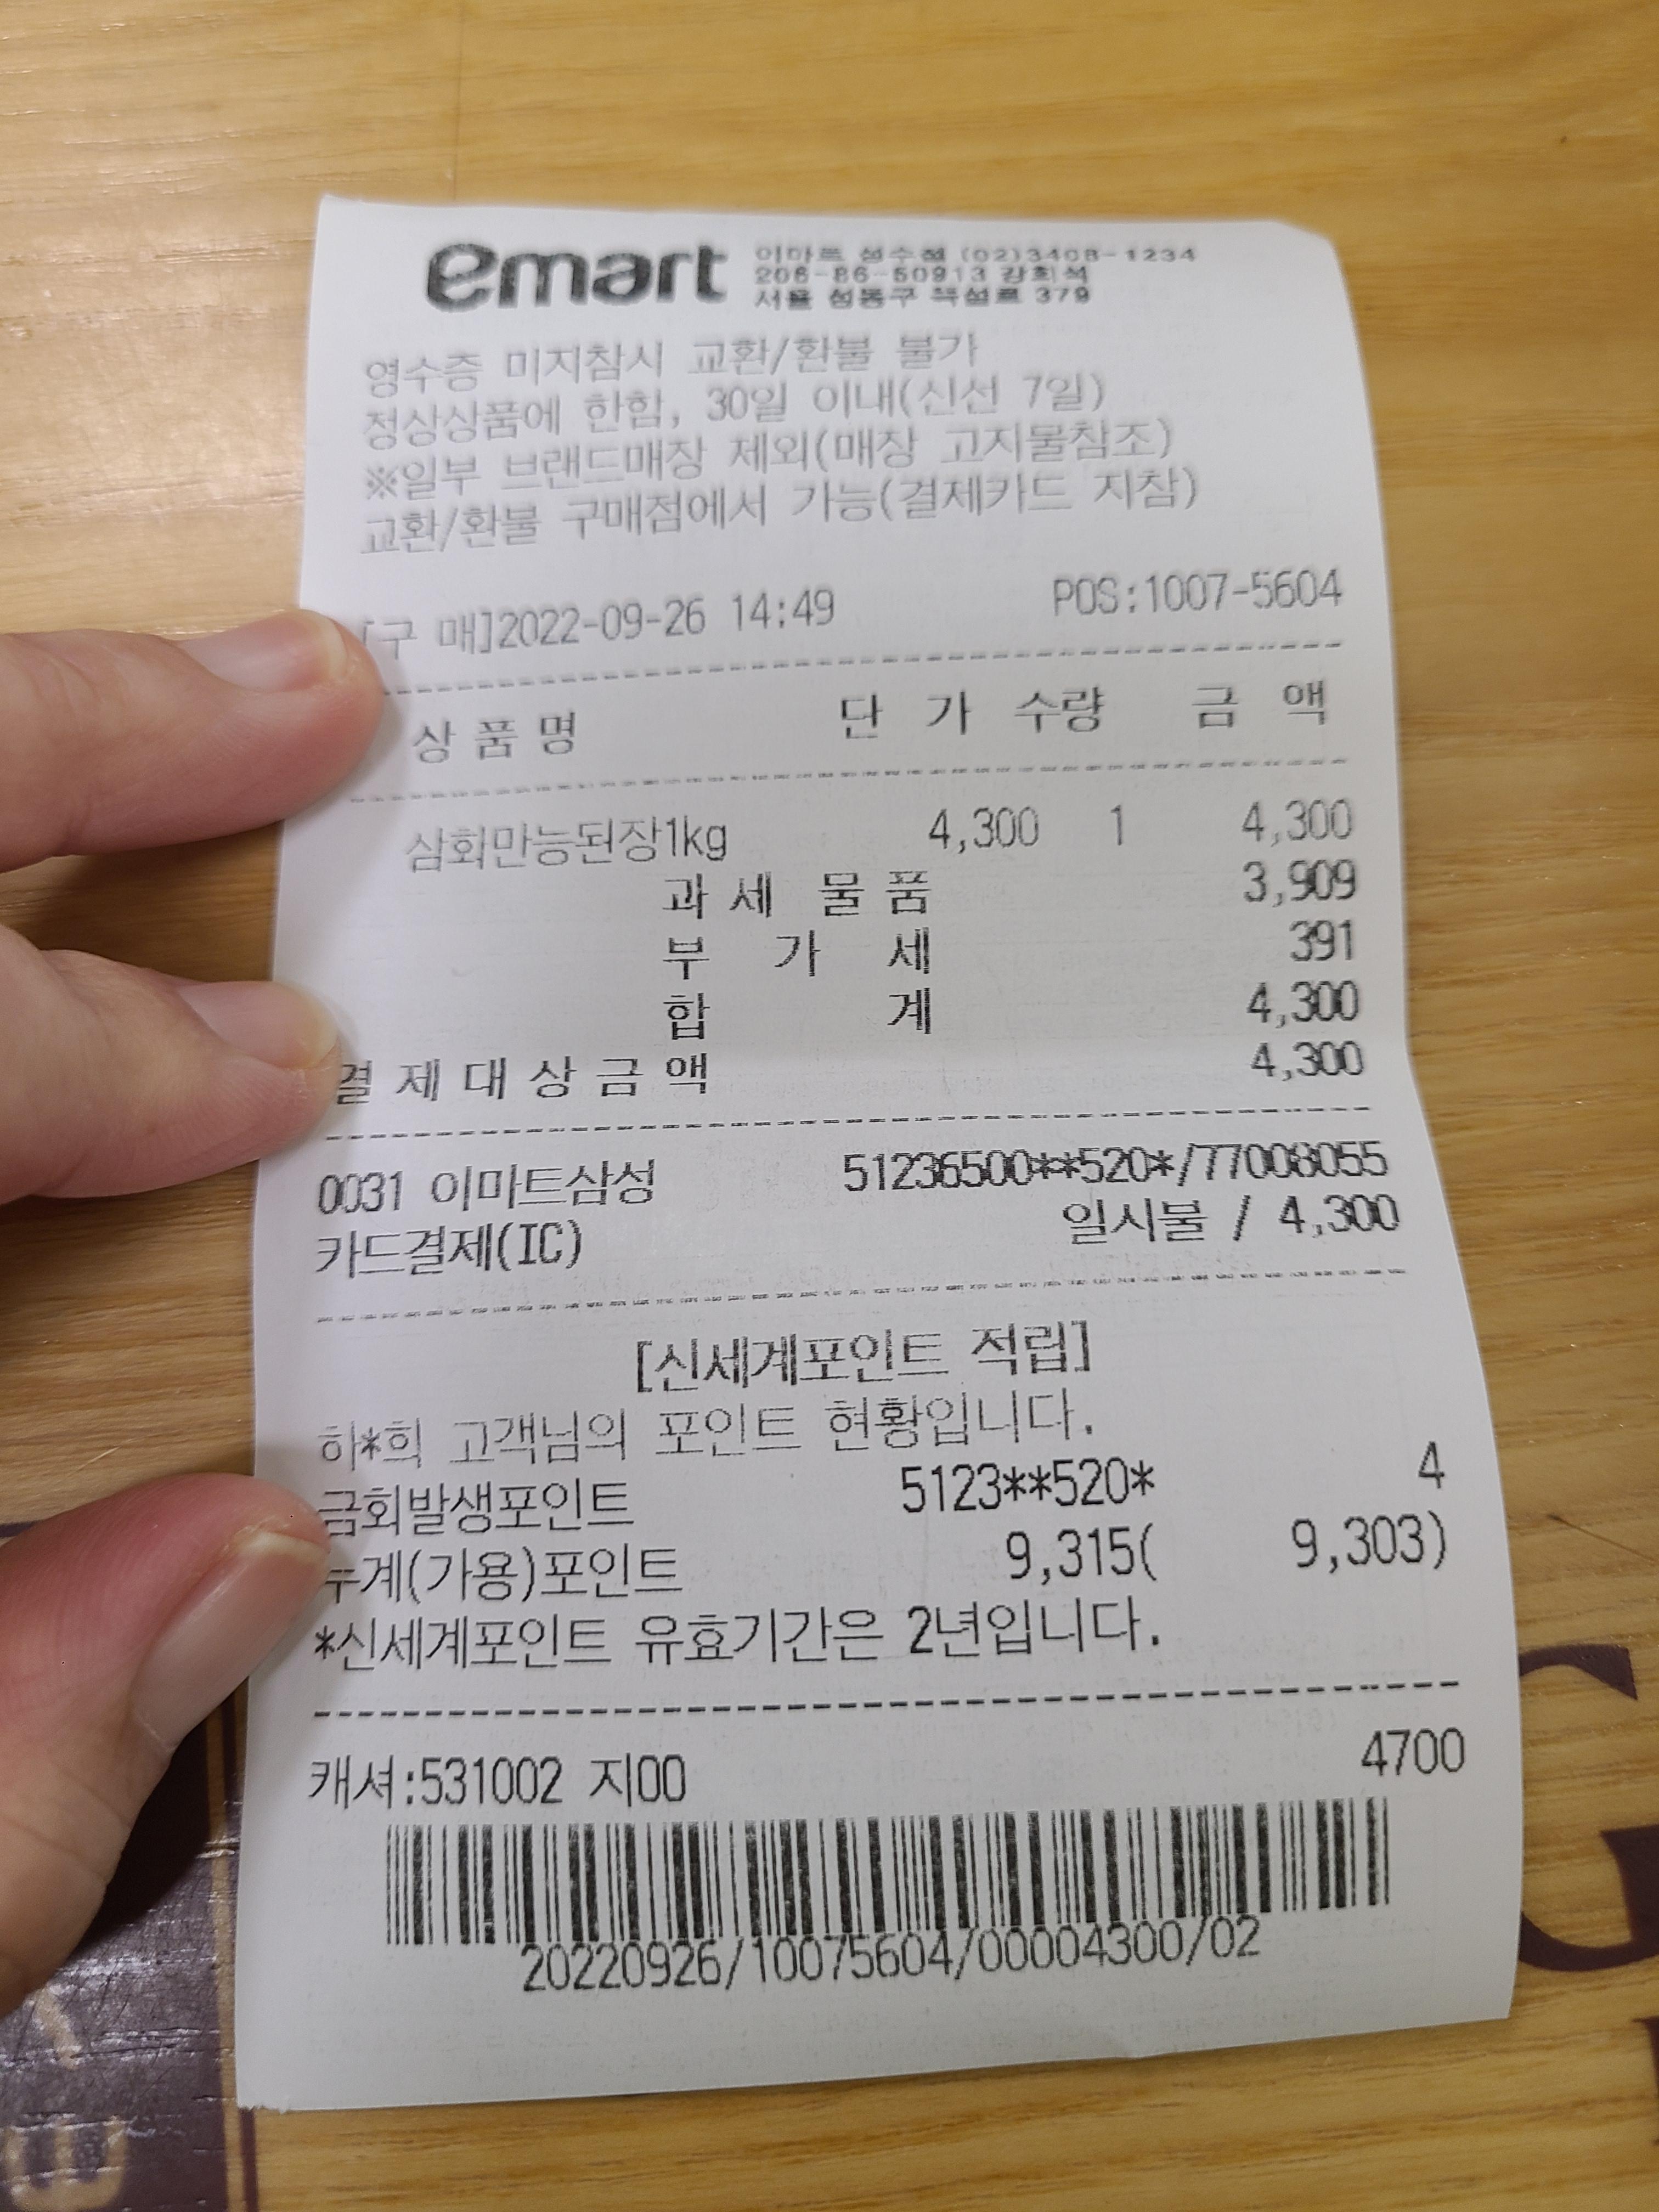 emart 이마트 성수점 (02)3408-1234
206-86-50913 강희석
서울 성동구 뚝섬로 379
영수증 미지참시 교환/환불 불가
정상상품에 한함, 30일 이내(신선 7일)
※일부 브랜드매장 제외(매장 고지물참조)
교환/환불 구매점에서 가능(결제카드 지참)
[구 매]2022-09-26 14:49 POS:1007-5604
상 품 명 단 가 수량 금 액
삼회만능된장1kg 4,300 1 4,300
과 세 물 품 3,909
부 가 세 391
합 계 4,300
결 제 대 상 금 액 4,300
0031 이마트삼성 51236500**520*/77008055
카드결제(IC) 일시불 / 4,300
[신세계포인트 적립]
하*희 고객님의 포인트 현황입니다.
금회발생포인트 5123**520* 4
누계(가용)포인트 9,315( 9,303)
*신세계포인트 유효기간은 2년입니다.
캐셔:531002 지00 4700
20220926/10075604/00004300/02